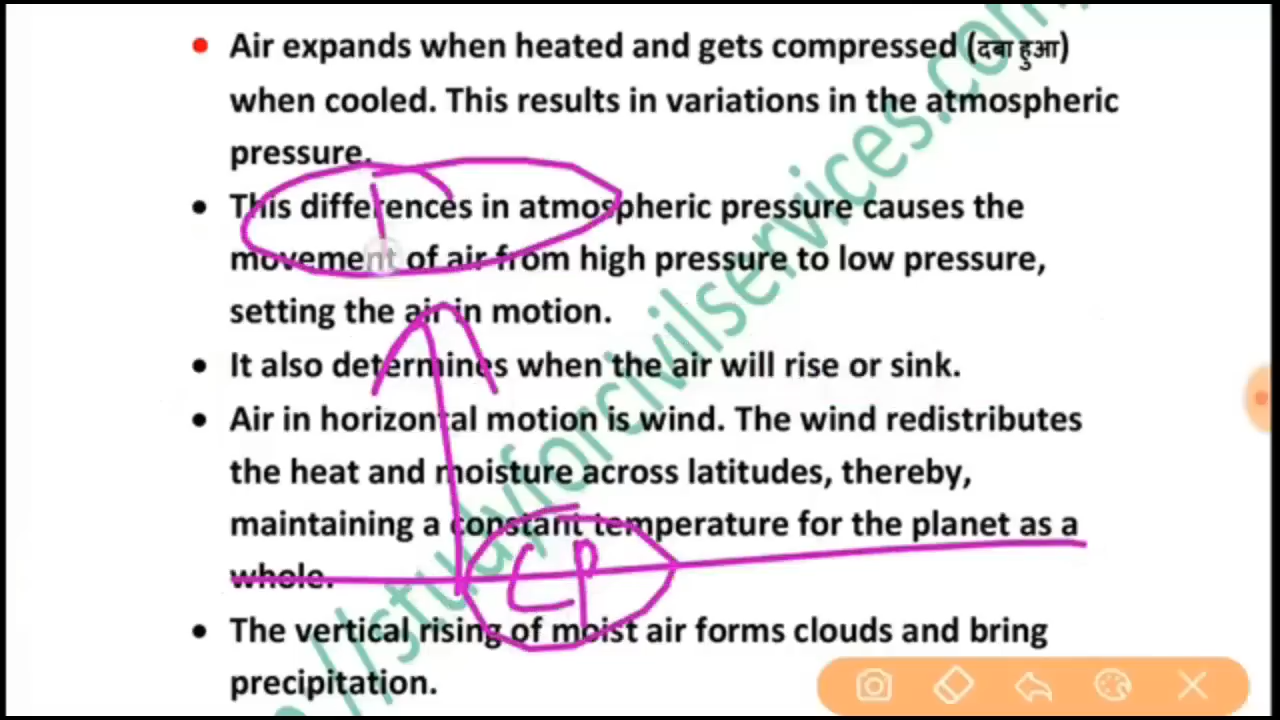 • Air expands when heated and gets compressed (दबा हुआ)
when cooled. This results in variations in the atmospheric
pressure.
• This differences in atmospheric pressure causes the
movement of air from high pressure to low pressure,
setting the air in motion.
• It also determines when the air will rise or sink.
• Air in horizontal motion is wind. The wind redistributes
the heat and moisture across latitudes, thereby,
maintaining a constant temperature for the planet as a
whole.
LP
• The vertical rising of moist air forms clouds and bring
precipitation.
//studyforcivilservices.com